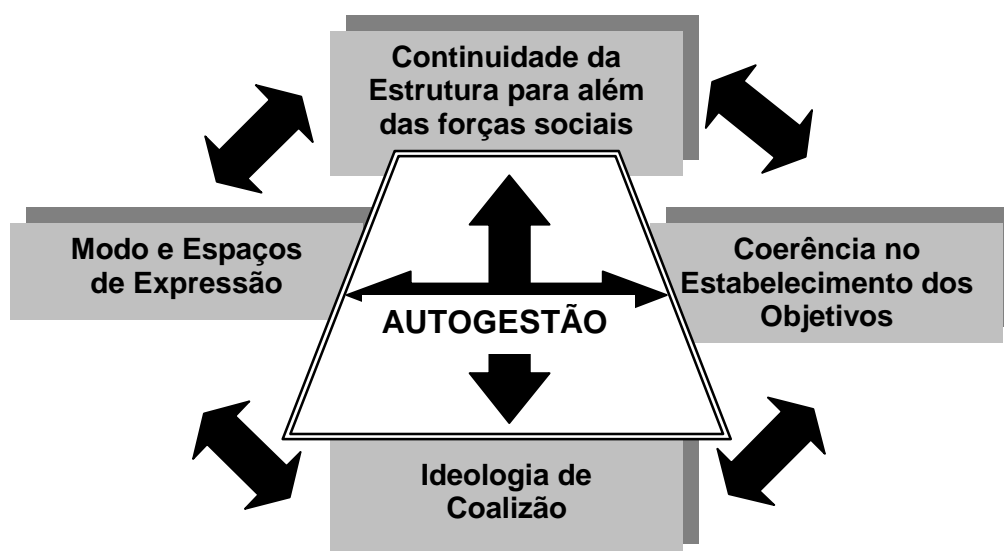 Continuidade da
Estrutura para além
das forças sociais
Modo e Espaços
de Expressão
Coerência no
Estabelecimento dos
Objetivos
AUTOGESTÃO
Ideologia de
Coalizão